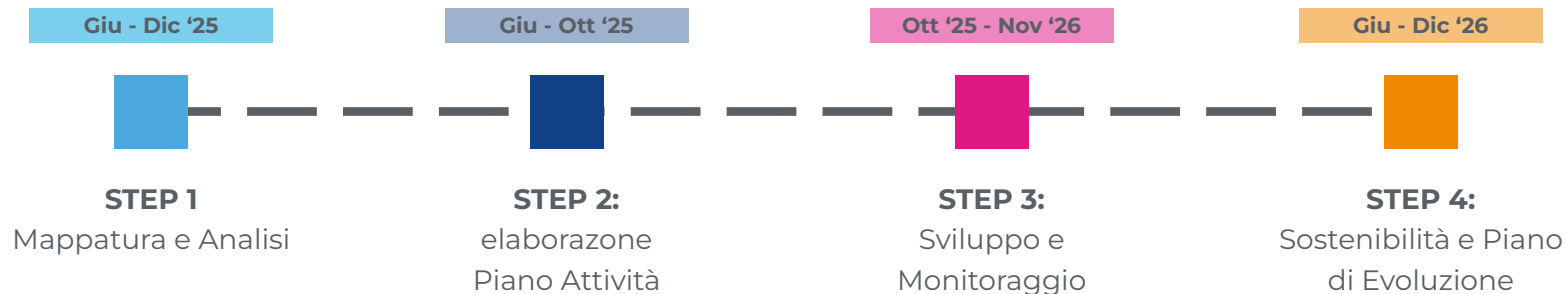 Giu - Dic ‘25
Giu - Ott ‘25
Ott ‘25 - Nov ‘26
Giu - Dic ‘26
STEP 1
Mappatura e Analisi
STEP 2:
elaborazone
Piano Attività
STEP 3:
Sviluppo e
Monitoraggio
STEP 4:
Sostenibilità e Piano
di Evoluzione